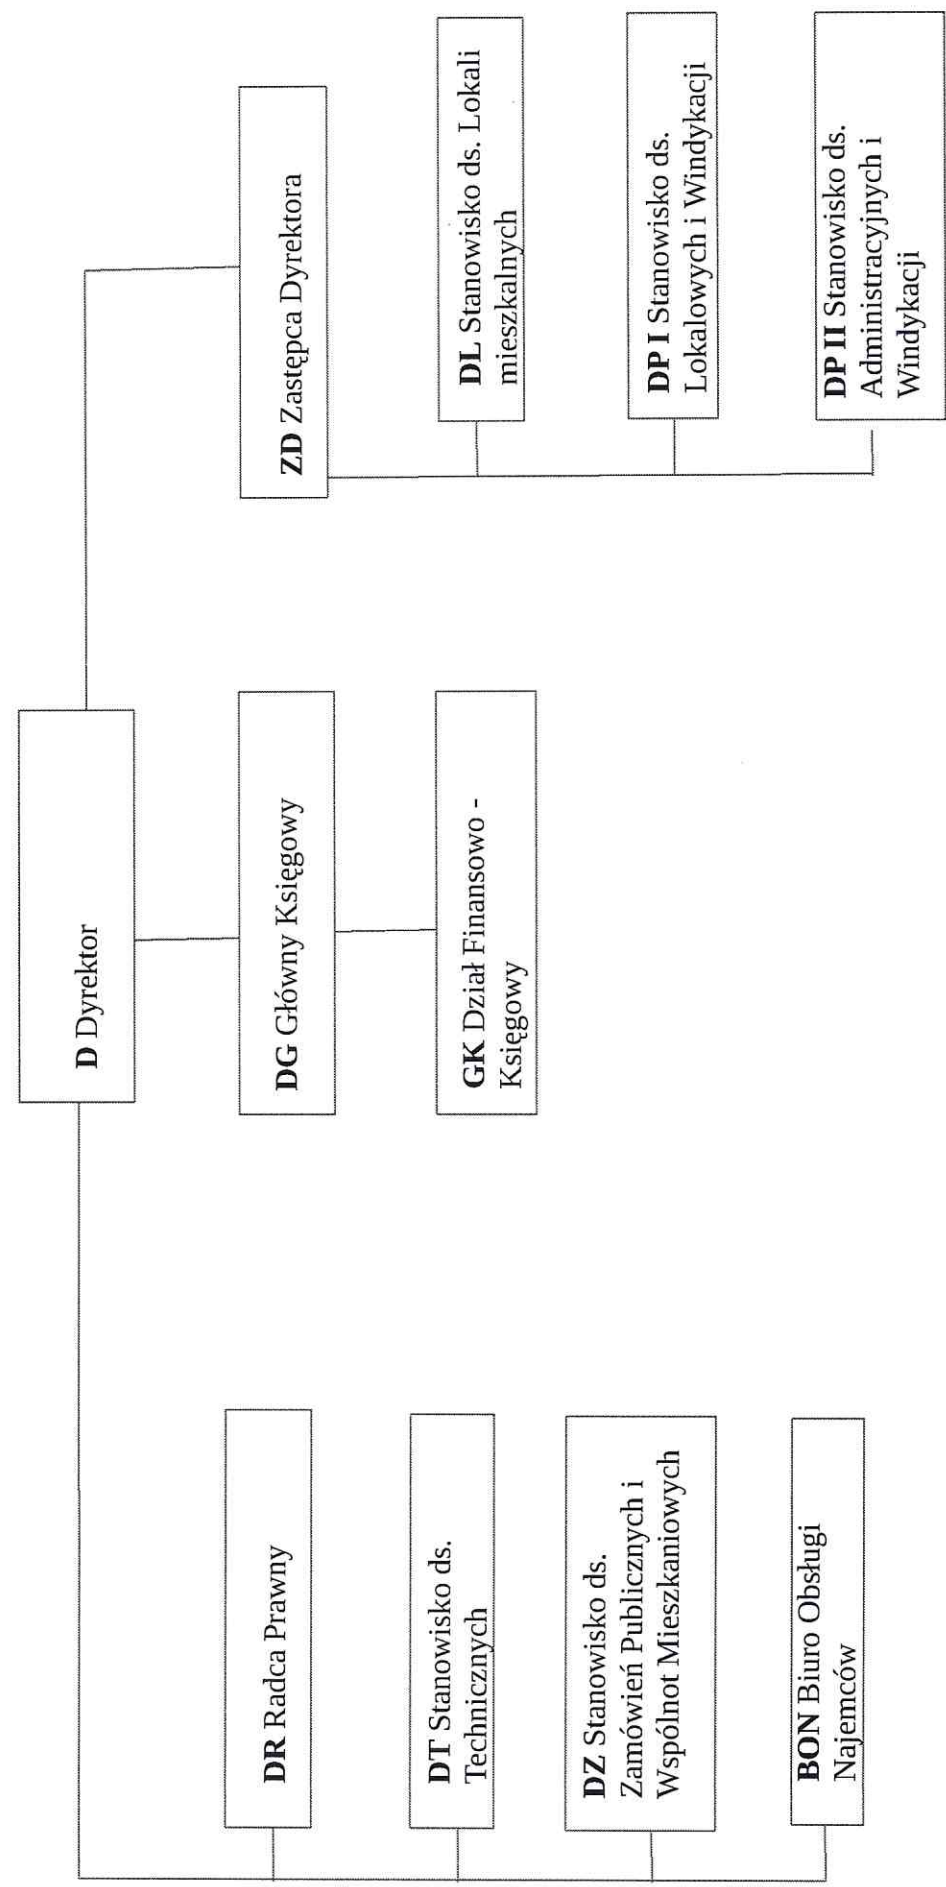 D Dyrektor
DR Radca Prawny
DT Stanowisko ds.
Technicznych
DZ Stanowisko ds.
Zamówień Publicznych i
Wspólnot Mieszkaniowych
BON Biuro Obsługi
Najemców
DG Główny Księgowy
GK Dział Finansowo -
Księgowy
ZD Zastępca Dyrektora
DL Stanowisko ds. Lokali
mieszkalnych
DP I Stanowisko ds.
Lokalowych i Windykacji
DP II Stanowisko ds.
Administracyjnych i
Windykacji